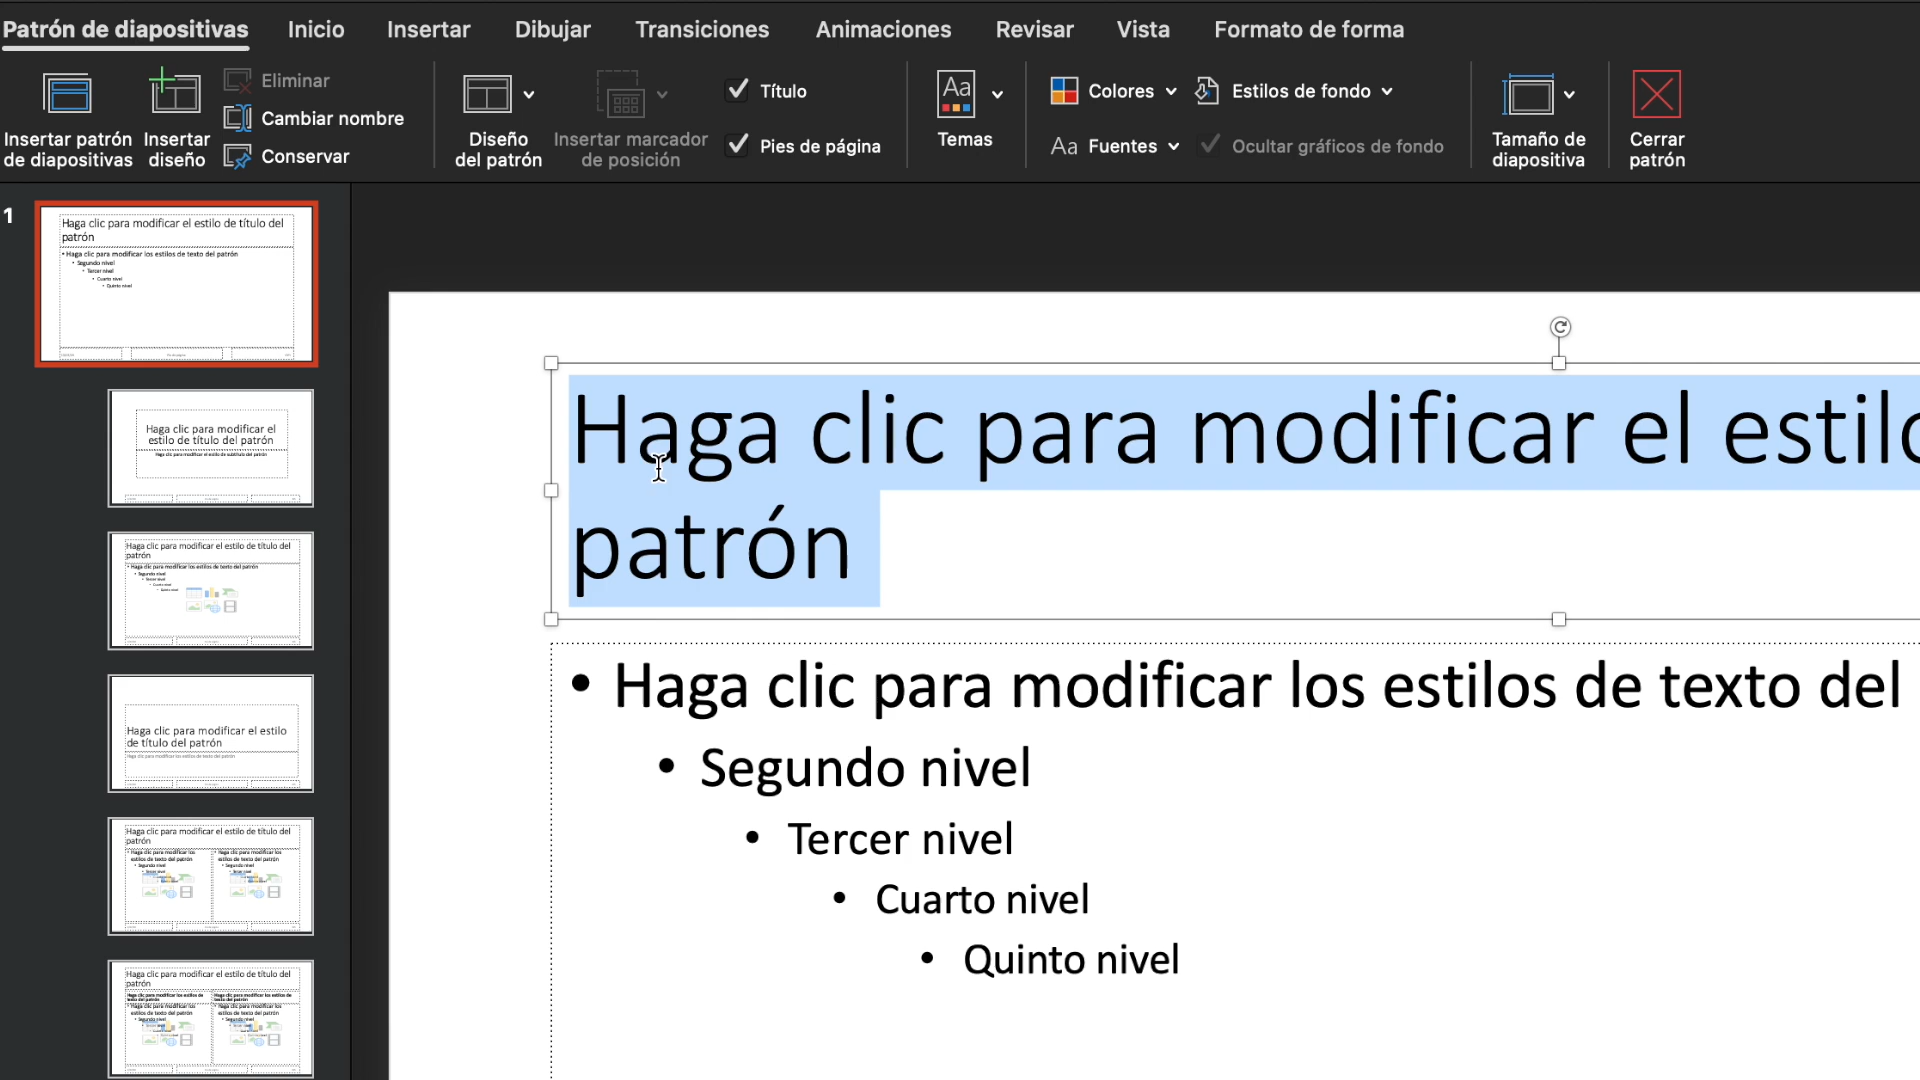 Patrón de diapositivas Inicio Insertar Dibujar Transiciones Animaciones Revisar Vista Formato de forma
Insertar patrón
de diapositivas
Insertar
diseño
Eliminar
Cambiar nombre
Conservar
Diseño
del patrón
Insertar marcador
de posición
Título
Pies de página
Aa
Temas
Colores
Aa Fuentes
Estilos de fondo
Ocultar gráficos de fondo
Tamaño de
diapositiva
Cerrar
patrón
1
Haga clic para modificar el estilo de título del
patrón
• Haga clic para modificar los estilos de texto del patrón
• Segundo nivel
• Tercer nivel
• Cuarto nivel
• Quinto nivel
Haga clic para modificar el
estilo de título del patrón
Haga clic para modificar el estilo de subtítulo del patrón
Haga clic para modificar el estilo de título del
patrón
• Haga clic para modificar los estilos de texto del patrón
• Segundo nivel
• Tercer nivel
• Cuarto nivel
• Quinto nivel
Haga clic para modificar el estilo
de título del patrón
Haga clic para modificar los estilos de texto del patrón
Haga clic para modificar el estilo de título del
patrón
• Haga clic para modificar los
estilos de texto del patrón
• Segundo nivel
• Tercer nivel
• Haga clic para modificar los
estilos de texto del patrón
• Segundo nivel
• Tercer nivel
Haga clic para modificar el estilo de título del
patrón
Haga clic para modificar los estilos de
texto del patrón
• Haga clic para modificar los
estilos de texto del patrón
• Segundo nivel
Haga clic para modificar los estilos de
texto del patrón
• Haga clic para modificar los
estilos de texto del patrón
• Segundo nivel
Haga clic para modificar el estilo
patrón
• Haga clic para modificar los estilos de texto del
• Segundo nivel
• Tercer nivel
• Cuarto nivel
• Quinto nivel